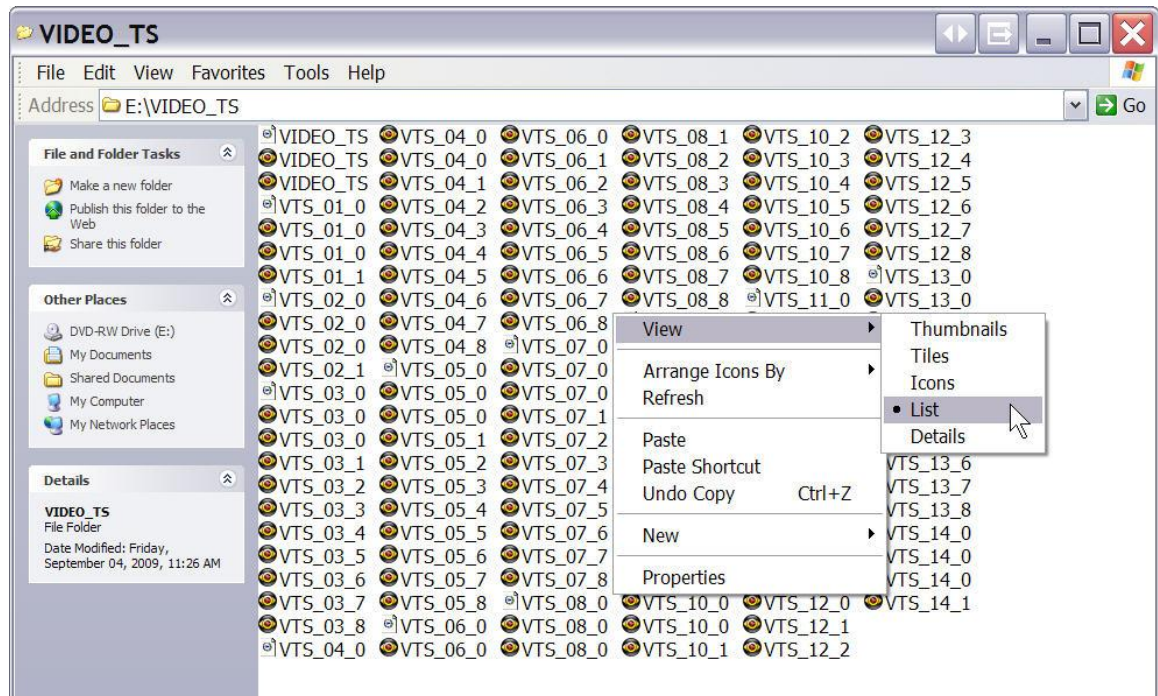 VIDEO_TS
File Edit View Favorites Tools Help
Address E:\VIDEO_TS Go
File and Folder Tasks
Make a new folder
Publish this folder to the
Web
Share this folder
Other Places
DVD-RW Drive (E:)
My Documents
Shared Documents
My Computer
My Network Places
Details
VIDEO_TS
File Folder
Date Modified: Friday,
September 04, 2009, 11:26 AM
VIDEO_TS VTS_04_0 VTS_06_0 VTS_08_1 VTS_10_2 VTS_12_3
VIDEO_TS VTS_04_0 VTS_06_1 VTS_08_2 VTS_10_3 VTS_12_4
VIDEO_TS VTS_04_1 VTS_06_2 VTS_08_3 VTS_10_4 VTS_12_5
VTS_01_0 VTS_04_2 VTS_06_3 VTS_08_4 VTS_10_5 VTS_12_6
VTS_01_0 VTS_04_3 VTS_06_4 VTS_08_5 VTS_10_6 VTS_12_7
VTS_01_0 VTS_04_4 VTS_06_5 VTS_08_6 VTS_10_7 VTS_12_8
VTS_01_1 VTS_04_5 VTS_06_6 VTS_08_7 VTS_10_8 VTS_13_0
VTS_02_0 VTS_04_6 VTS_06_7 VTS_08_8 VTS_11_0 VTS_13_0
VTS_02_0 VTS_04_7 VTS_06_8
VTS_02_0 VTS_04_8 VTS_07_0
VTS_02_1 VTS_05_0 VTS_07_0
VTS_03_0 VTS_05_0 VTS_07_0
VTS_03_0 VTS_05_0 VTS_07_1
VTS_03_0 VTS_05_1 VTS_07_2
VTS_03_1 VTS_05_2 VTS_07_3 VTS_13_6
VTS_03_2 VTS_05_3 VTS_07_4 VTS_13_7
VTS_03_3 VTS_05_4 VTS_07_5 VTS_13_8
VTS_03_4 VTS_05_5 VTS_07_6 VTS_14_0
VTS_03_5 VTS_05_6 VTS_07_7 VTS_14_0
VTS_03_6 VTS_05_7 VTS_07_8 VTS_14_0
VTS_03_7 VTS_05_8 VTS_08_0 VTS_10_0 VTS_12_0 VTS_14_1
VTS_03_8 VTS_06_0 VTS_08_0 VTS_10_0 VTS_12_1
VTS_04_0 VTS_06_0 VTS_08_0 VTS_10_1 VTS_12_2
View
Arrange Icons By
Refresh
Paste
Paste Shortcut
Undo Copy Ctrl+Z
New
Properties
Thumbnails
Tiles
Icons
List
Details